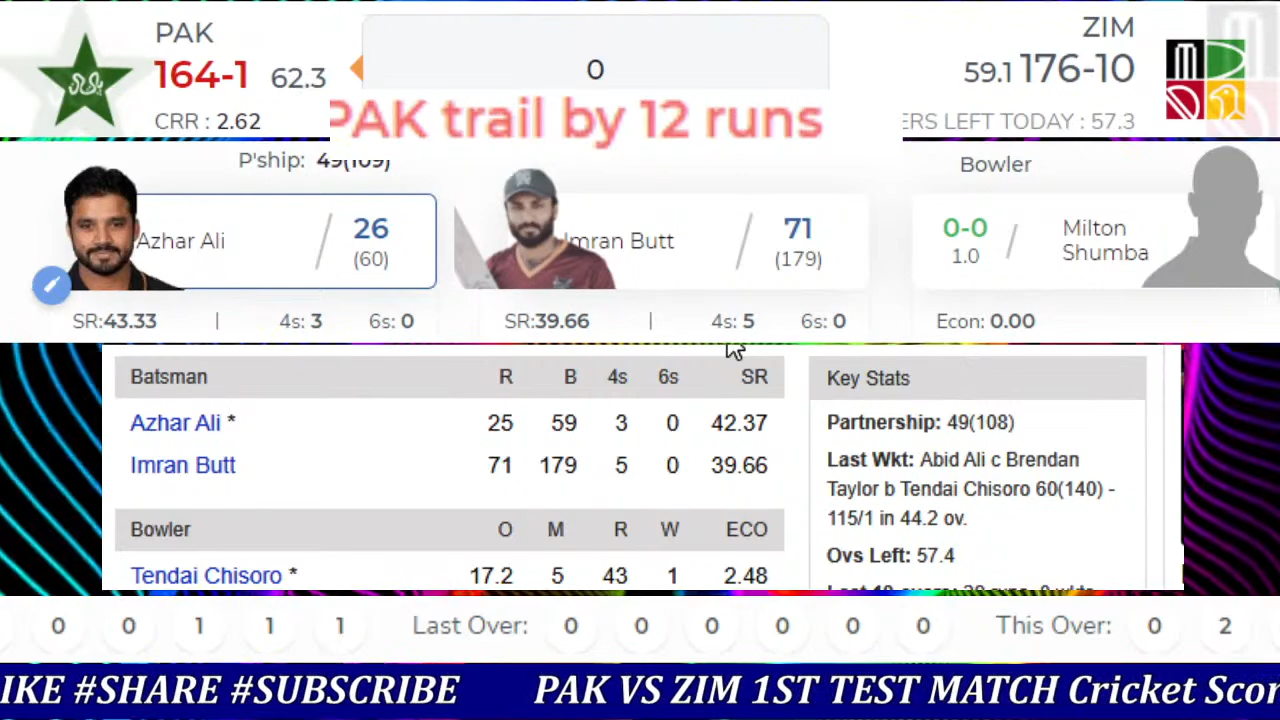 PAK
164-1 62.3
CRR : 2.62
0
PAK trail by 12 runs
ZIM
59.1 176-10
ERS LEFT TODAY : 57.3
P'ship: 49(109)
Azhar Ali
26
(60)
SR:43.33 | 4s: 3 6s: 0
Imran Butt
71
(179)
SR:39.66 | 4s: 5 6s: 0
Bowler
0-0
1.0
Milton
Shumba
Econ: 0.00
Batsman R B 4s 6s SR
Azhar Ali * 25 59 3 0 42.37
Imran Butt 71 179 5 0 39.66
Bowler O M R W ECO
Tendai Chisoro * 17.2 5 43 1 2.48
Key Stats
Partnership: 49(108)
Last Wkt: Abid Ali c Brendan
Taylor b Tendai Chisoro 60(140) -
115/1 in 44.2 ov.
Ovs Left: 57.4
0 0 1 1 1 Last Over: 0 0 0 0 0 0 This Over: 0 2
IKE #SHARE #SUBSCRIBE PAK VS ZIM 1ST TEST MATCH Cricket Scor